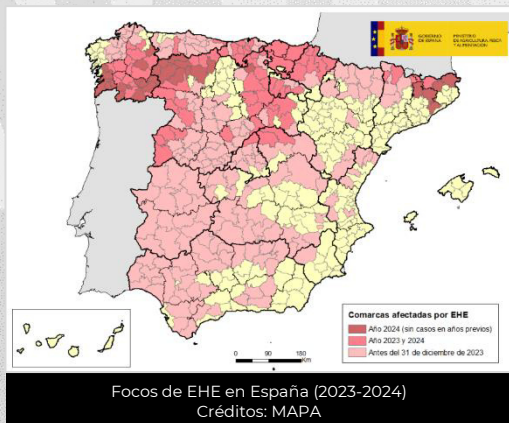 GOBIERNO
DE ESPAÑA
MINISTERIO
DE AGRICULTURA, PESCA
Y ALIMENTACIÓN
Comarcas afectadas por EHE
Año 2024 (sin casos en años previos)
Año 2023 y 2024
Antes del 31 de diciembre de 2023
0 90 180
Km
Focos de EHE en España (2023-2024)
Créditos: MAPA